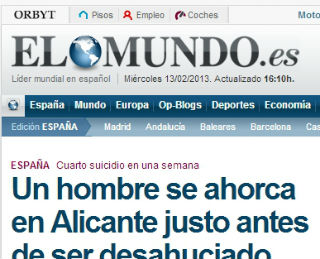 ORBYT Pisos Empleo Coches Moto
EL MUNDO.es
Líder mundial en español Miércoles 13/02/2013. Actualizado 16:10h.
España Mundo Europa Op-Blogs Deportes Economía
Edición ESPAÑA Madrid Andalucía Baleares Barcelona Cas
ESPAÑA Cuarto suicidio en una semana
Un hombre se ahorca
en Alicante justo antes
de ser desahuciado